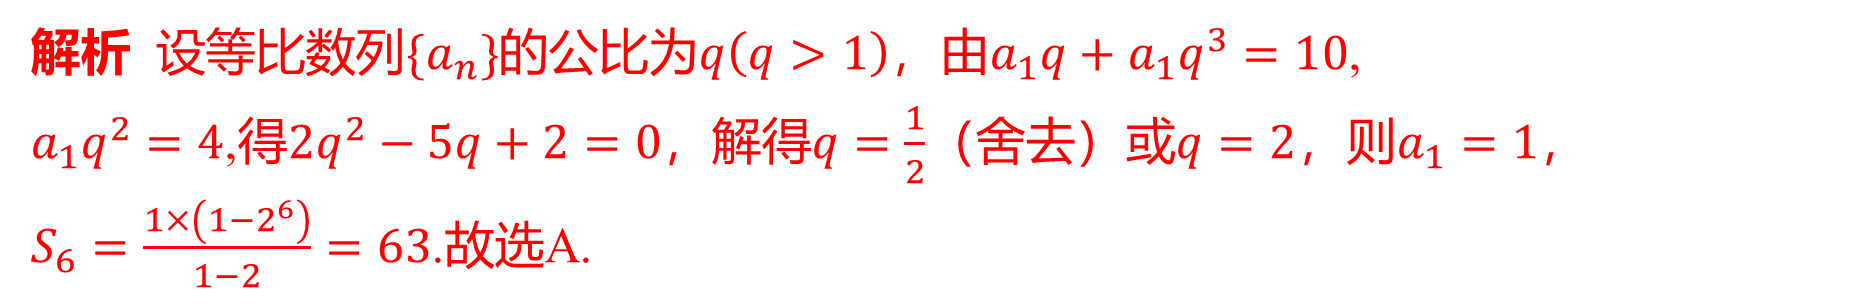 解析 设等比数列{aₙ}的公比为q(q > 1)，由a₁q + a₁q³ = 10,
a₁q² = 4,得2q² − 5q + 2 = 0，解得q = 1/2（舍去）或q = 2，则a₁ = 1，
S₆ = 1×(1−2⁶)/1−2 = 63.故选A.